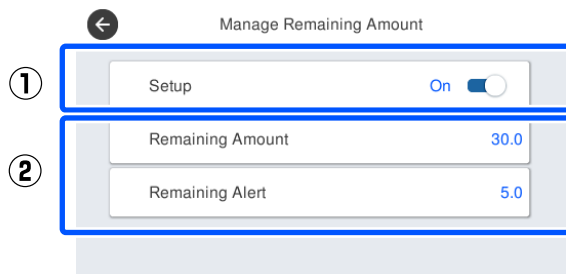 Manage Remaining Amount
① Setup On
② Remaining Amount 30.0
Remaining Alert 5.0